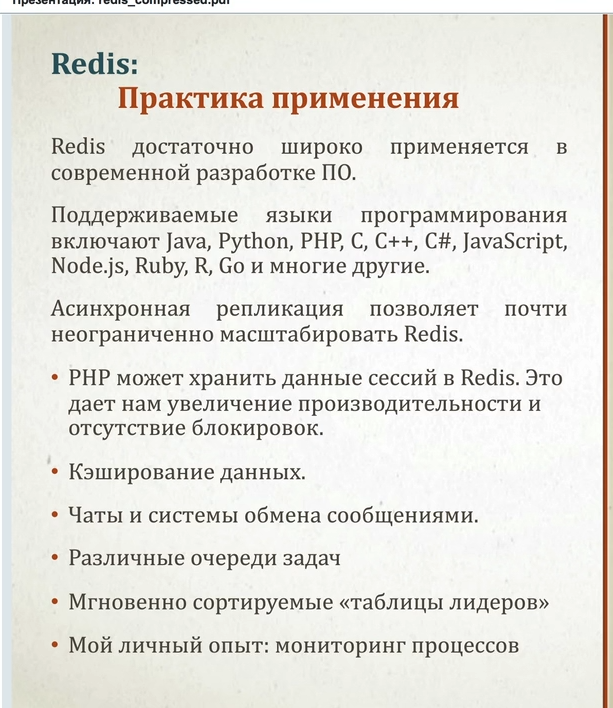 Презентация: redis_compressed.pdf
Redis:
Практика применения
Redis достаточно широко применяется в
современной разработке ПО.
Поддерживаемые языки программирования
включают Java, Python, PHP, C, C++, C#, JavaScript,
Node.js, Ruby, R, Go и многие другие.
Асинхронная репликация позволяет почти
неограниченно масштабировать Redis.
• PHP может хранить данные сессий в Redis. Это
дает нам увеличение производительности и
отсутствие блокировок.
• Кэширование данных.
• Чаты и системы обмена сообщениями.
• Различные очереди задач
• Мгновенно сортируемые «таблицы лидеров»
• Мой личный опыт: мониторинг процессов